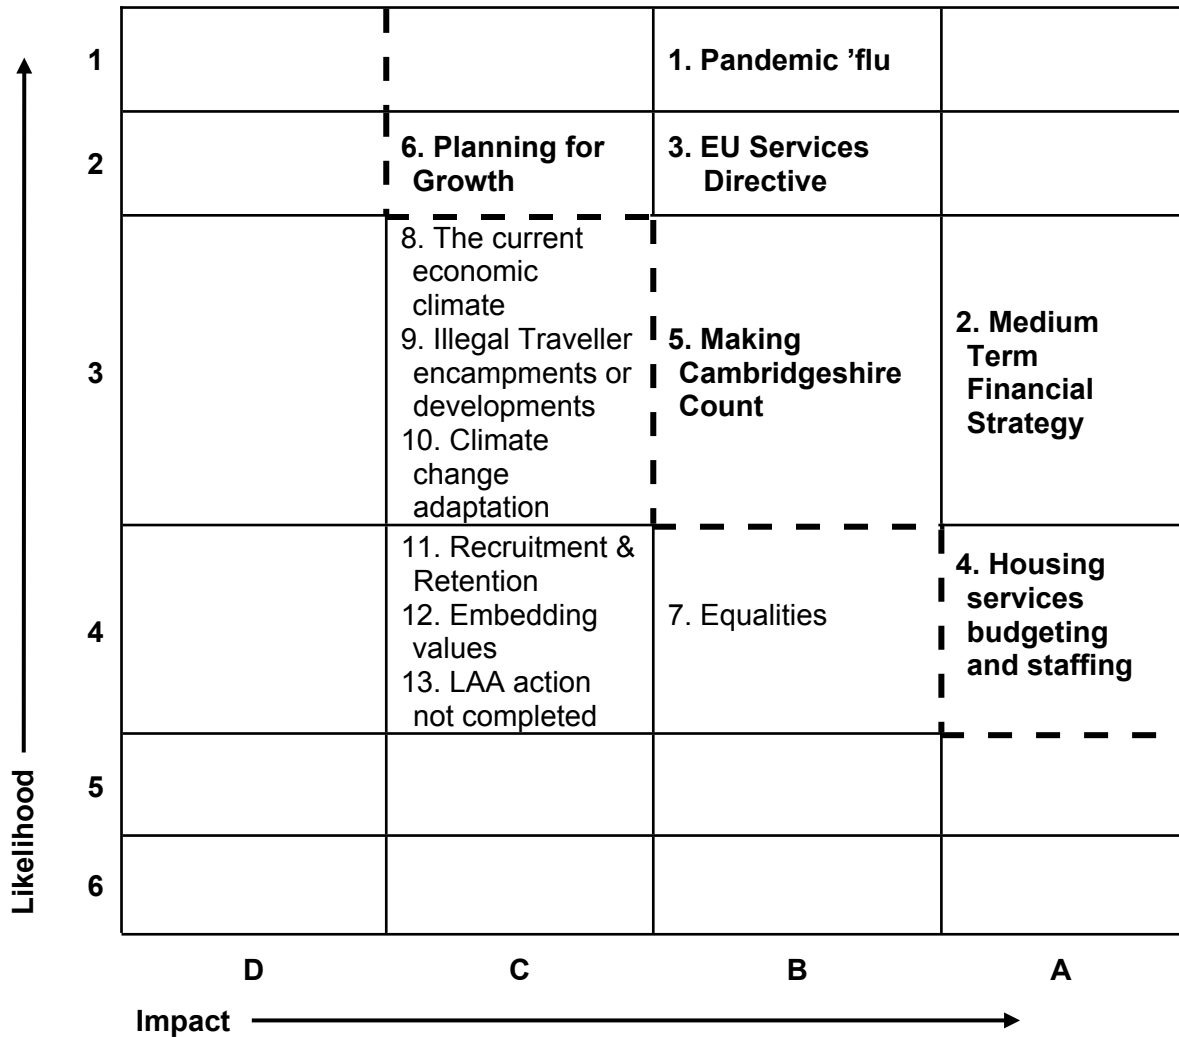 1
1. Pandemic ’flu
2
6. Planning for
Growth
3. EU Services
Directive
3
8. The current
economic
climate
9. Illegal Traveller
encampments or
developments
10. Climate
change
adaptation
5. Making
Cambridgeshire
Count
2. Medium
Term
Financial
Strategy
4
11. Recruitment &
Retention
12. Embedding
values
13. LAA action
not completed
7. Equalities
4. Housing
services
budgeting
and staffing
5
6
Likelihood
D
C
B
A
Impact